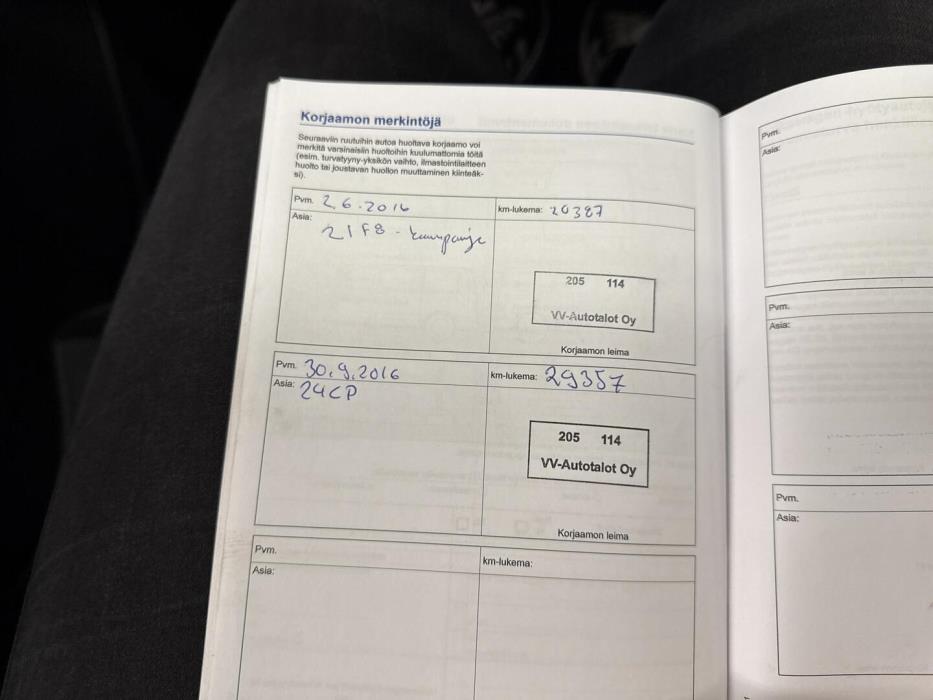 Korjaamon merkintöjä
Seuraaviin ruutuihin autoa huoltava korjaamo voi
merkitä varsinaisiin huoltoihin kuulumattomia töitä
(esim. turvatyyny-yksikön vaihto, ilmastointilaitteen
huolto tai joustavan huollon muuttaminen kiinteäk-
si).
Pvm. 2.6.2016
km-lukema: 20387
Asia: 21F8 - kampanja
205 114
VV-Autotalot Oy
Korjaamon leima
Pvm. 30.9.2016
km-lukema: 29357
Asia: 24CP
205 114
VV-Autotalot Oy
Korjaamon leima
Pvm.
km-lukema:
Asia:
Pvm.
Asia:
Pvm.
Asia:
Pvm.
Asia: